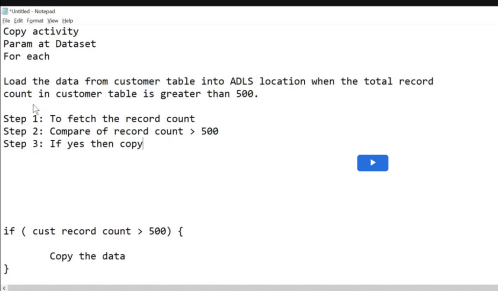 *Untitled - Notepad
File Edit Format View Help
Copy activity
Param at Dataset
For each
Load the data from customer table into ADLS location when the total record
count in customer table is greater than 500.
Step 1: To fetch the record count
Step 2: Compare of record count > 500
Step 3: If yes then copy
if ( cust record count > 500) {
Copy the data
}